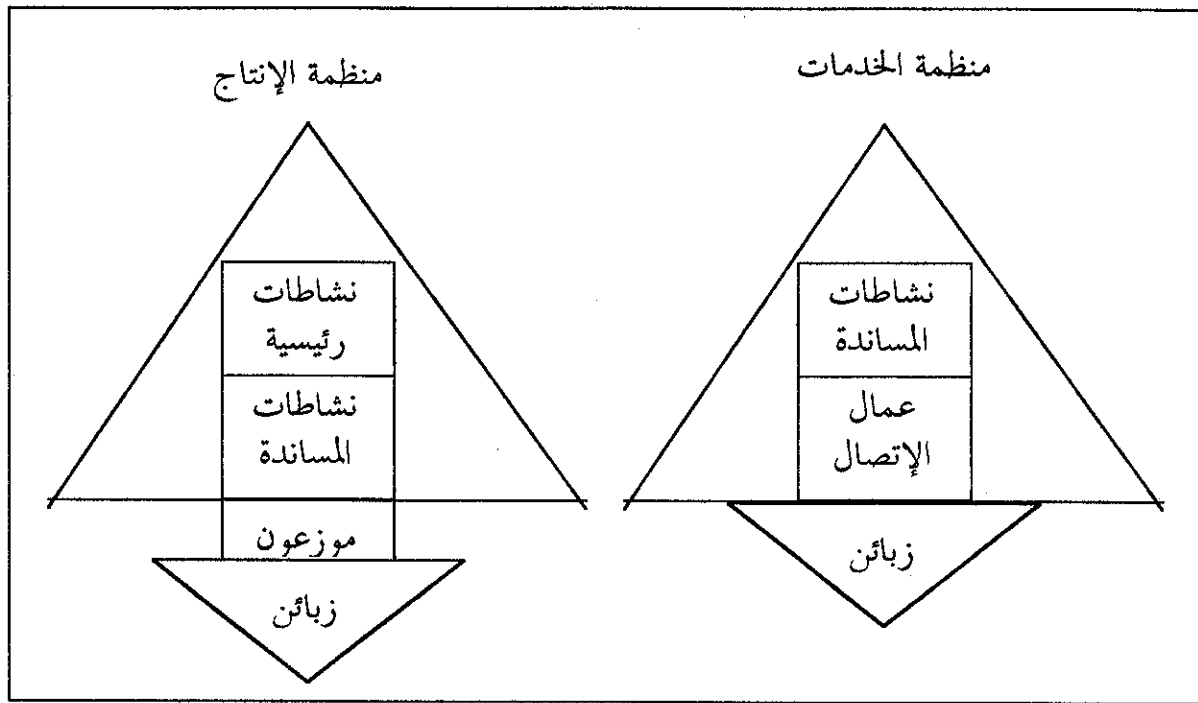 منظمة الخدمات
نشاطات
المساندة
عمال
الإتصال
زبائن
منظمة الإنتاج
نشاطات
رئيسية
نشاطات
المساندة
موزعون
زبائن